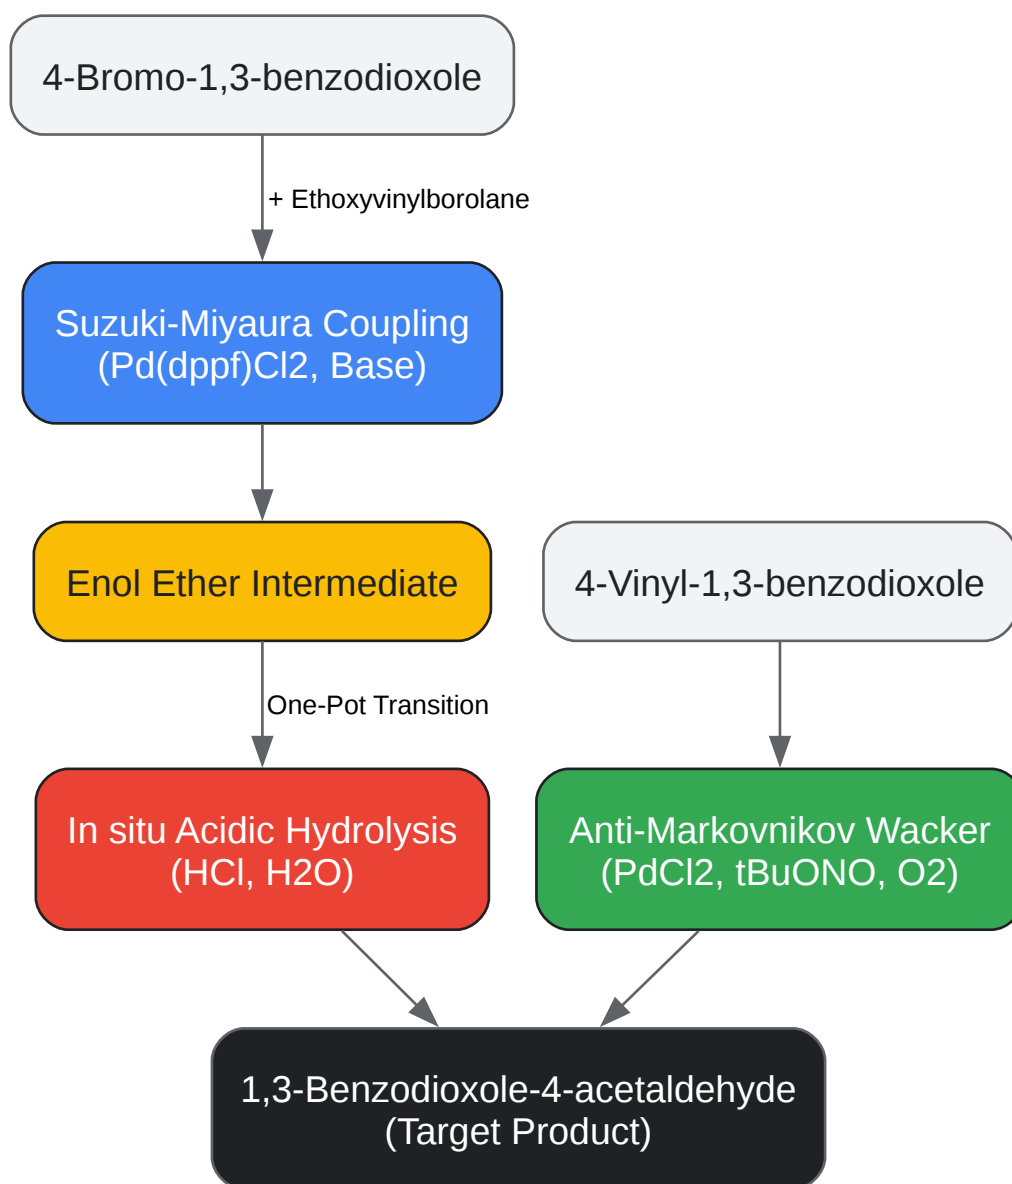 4-Bromo-1,3-benzodioxole
+ Ethoxyvinylborolane
Suzuki-Miyaura Coupling
(Pd(dppf)Cl2, Base)
Enol Ether Intermediate
4-Vinyl-1,3-benzodioxole
One-Pot Transition
In situ Acidic Hydrolysis
(HCl, H2O)
Anti-Markovnikov Wacker
(PdCl2, tBuONO, O2)
1,3-Benzodioxole-4-acetaldehyde
(Target Product)